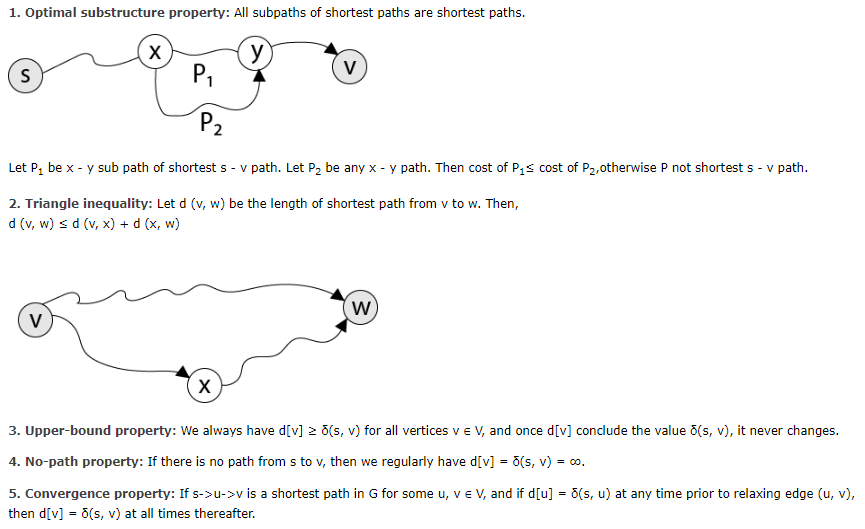 1. Optimal substructure property: All subpaths of shortest paths are shortest paths.
S
X
y
V
P₁
P₂
Let P₁ be x - y sub path of shortest s - v path. Let P₂ be any x - y path. Then cost of P₁≤ cost of P₂,otherwise P not shortest s - v path.
2. Triangle inequality: Let d (v, w) be the length of shortest path from v to w. Then,
d (v, w) ≤ d (v, x) + d (x, w)
V
W
X
3. Upper-bound property: We always have d[v] ≥ δ(s, v) for all vertices v ϵ V, and once d[v] conclude the value δ(s, v), it never changes.
4. No-path property: If there is no path from s to v, then we regularly have d[v] = δ(s, v) = ∞.
5. Convergence property: If s->u->v is a shortest path in G for some u, v ϵ V, and if d[u] = δ(s, u) at any time prior to relaxing edge (u, v),
then d[v] = δ(s, v) at all times thereafter.